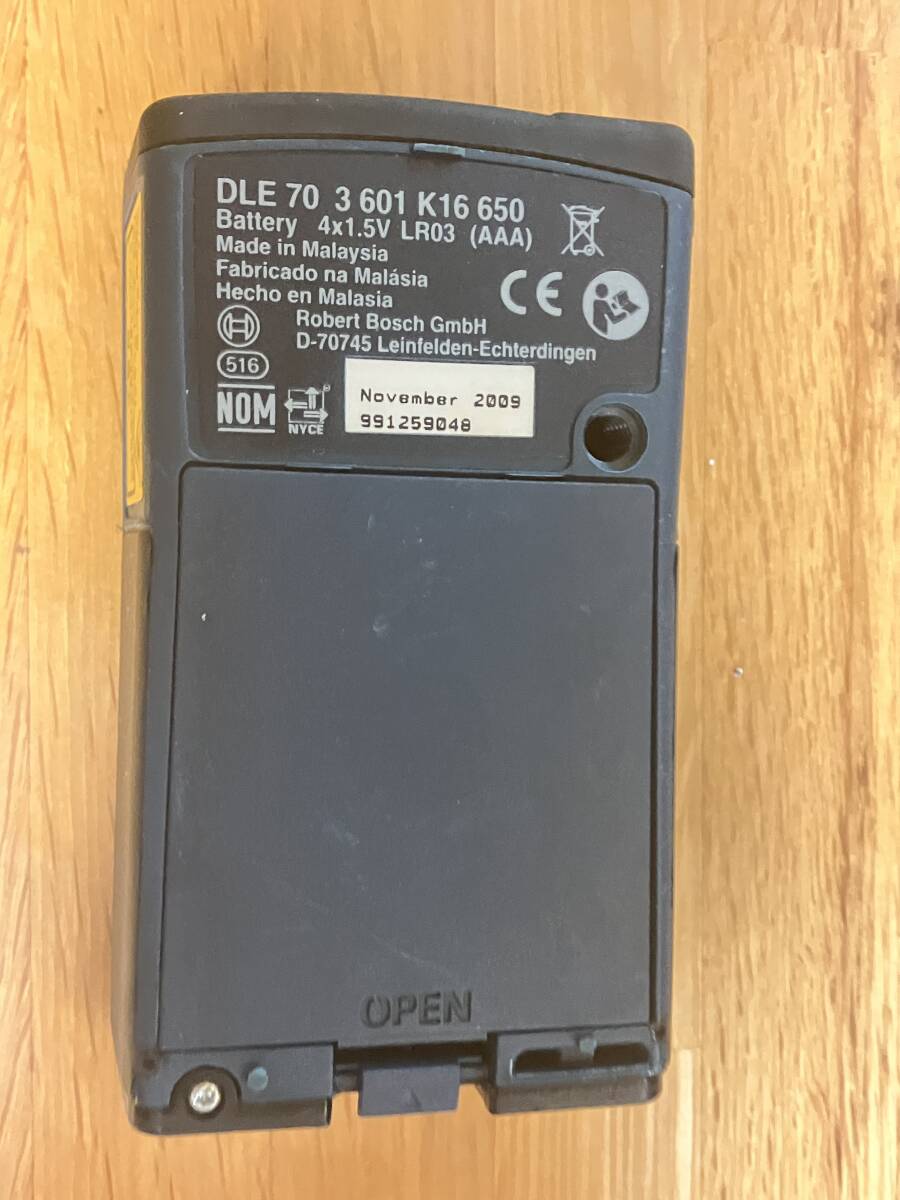 DLE 70 3 601 K16 650
Battery 4x1.5V LR03 (AAA)
Made in Malaysia
Fabricado na Malásia
Hecho en Malasia
CE
Robert Bosch GmbH
D-70745 Leinfelden-Echterdingen
516
NOM
NYCE
November 2009
991259048
OPEN